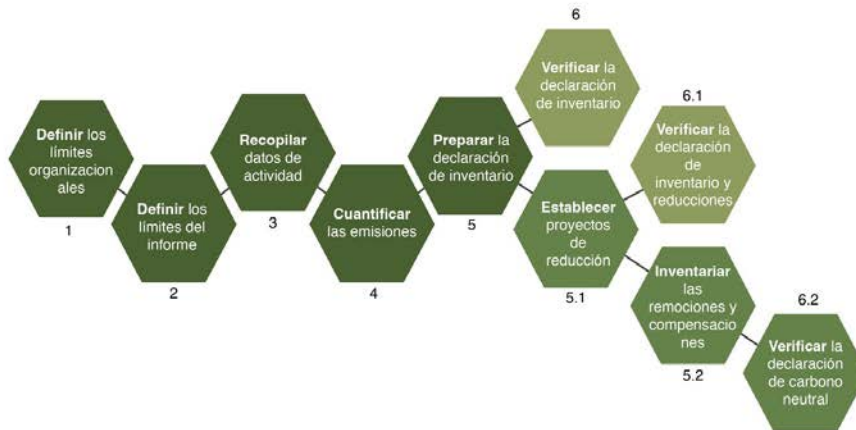 Definir los
límites
organizacion
ales
1
Definir los
límites del
informe
2
Recopilar
datos de
actividad
3
Cuantificar
las emisiones
4
Preparar la
declaración
de inventario
5
6
Verificar la
declaración
de inventario
Establecer
proyectos
de
reducción
5.1
6.1
Verificar la
declaración
de
inventario y
reducciones
Inventariar
las
remociones y
compensacio
nes
5.2
6.2
Verificar la
declaración
de carbono
neutral